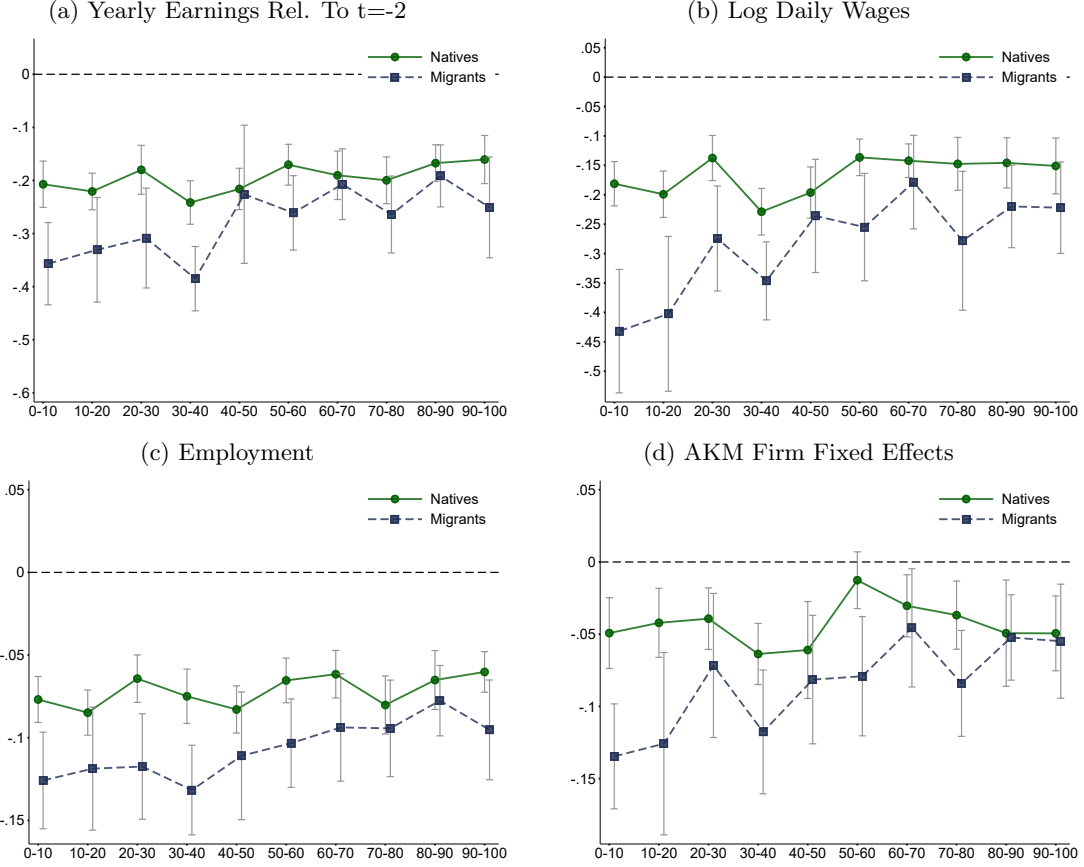 (a) Yearly Earnings Rel. To t=-2
Natives
Migrants
0
-.1
-.2
-.3
-.4
-.5
-.6
0-10 10-20 20-30 30-40 40-50 50-60 60-70 70-80 80-90 90-100
(b) Log Daily Wages
Natives
Migrants
.05
0
-.05
-.1
-.15
-.2
-.25
-.3
-.35
-.4
-.45
-.5
0-10 10-20 20-30 30-40 40-50 50-60 60-70 70-80 80-90 90-100
(c) Employment
Natives
Migrants
.05
0
-.05
-.1
-.15
0-10 10-20 20-30 30-40 40-50 50-60 60-70 70-80 80-90 90-100
(d) AKM Firm Fixed Effects
Natives
Migrants
.05
0
-.05
-.1
-.15
0-10 10-20 20-30 30-40 40-50 50-60 60-70 70-80 80-90 90-100